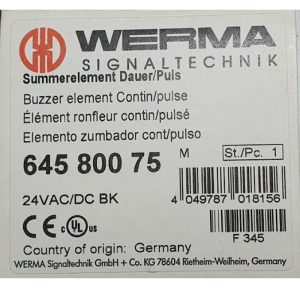 WERMA
SIGNALTECHNIK
Summerelement Dauer/Puls
Buzzer element Contin/pulse
Élément ronfleur contin/pulsé
Elemento zumbador cont/pulso
645 800 75 M St./Pc. 1
24VAC/DC BK
4 049787 018156
CE c UL us
F 345
Country of origin: Germany
WERMA Signaltechnik GmbH + Co. KG 78604 Rietheim-Weilheim, Germany